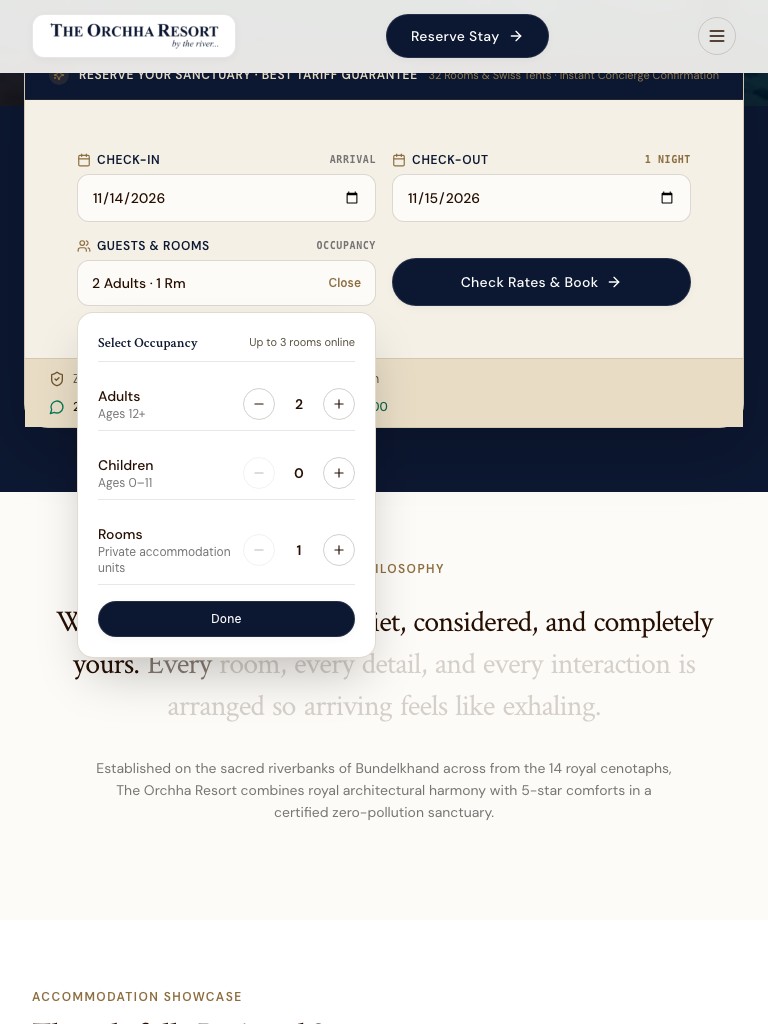 THE ORCHHA RESORT
by the river...
Reserve Stay
RESERVE YOUR SANCTUARY · BEST TARIFF GUARANTEE
32 Rooms & Swiss Tents · Instant Concierge Confirmation
CHECK-IN ARRIVAL
11/14/2026
CHECK-OUT 1 NIGHT
11/15/2026
GUESTS & ROOMS OCCUPANCY
2 Adults · 1 Rm Close
Check Rates & Book
Select Occupancy Up to 3 rooms online
Adults
Ages 12+
2
Children
Ages 0–11
0
Rooms
Private accommodation
units
1
Done
iet, considered, and completely
yours. Every room, every detail, and every interaction is
arranged so arriving feels like exhaling.
Established on the sacred riverbanks of Bundelkhand across from the 14 royal cenotaphs,
The Orchha Resort combines royal architectural harmony with 5-star comforts in a
certified zero-pollution sanctuary.
ACCOMMODATION SHOWCASE